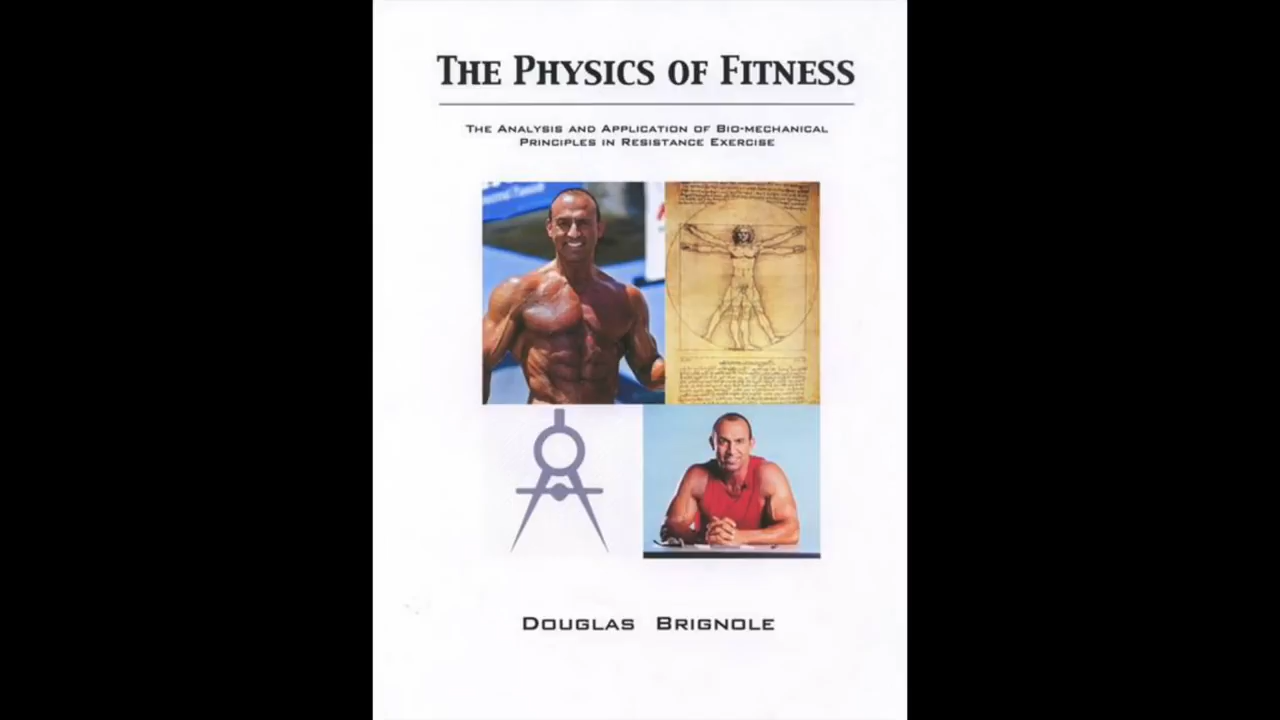 THE PHYSICS OF FITNESS
THE ANALYSIS AND APPLICATION OF BIO-MECHANICAL
PRINCIPLES IN RESISTANCE EXERCISE
DOUGLAS BRIGNOLE